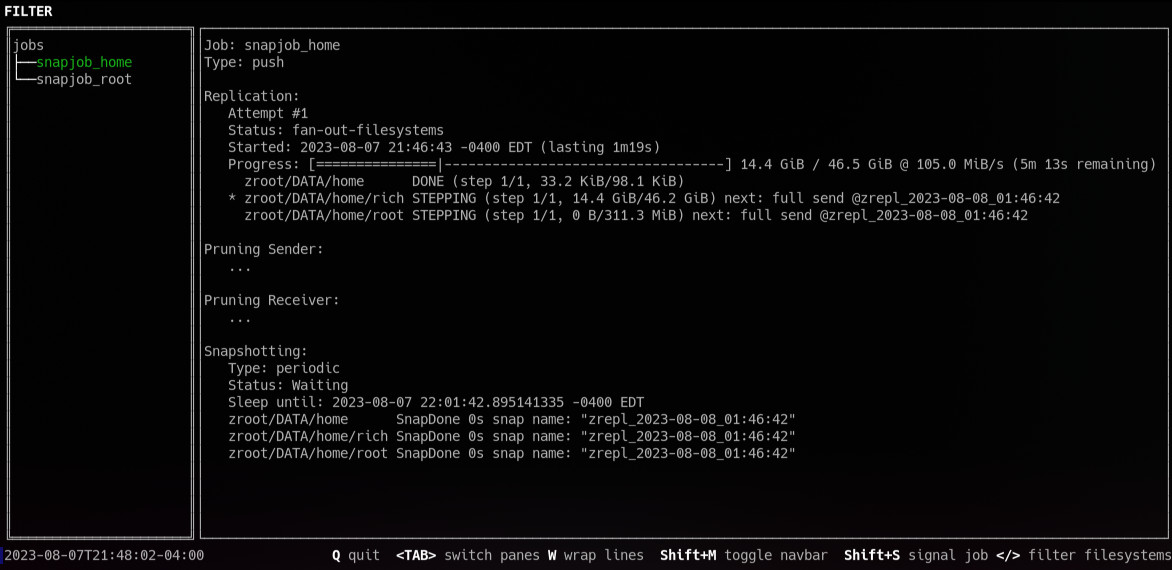 FILTER
jobs
snapjob_home
snapjob_root
Job: snapjob_home
Type: push
Replication:
Attempt #1
Status: fan-out-filesystems
Started: 2023-08-07 21:46:43 -0400 EDT (lasting 1m19s)
Progress: [===============|-----------------------------------] 14.4 GiB / 46.5 GiB @ 105.0 MiB/s (5m 13s remaining)
zroot/DATA/home      DONE (step 1/1, 33.2 KiB/98.1 KiB)
* zroot/DATA/home/rich STEPPING (step 1/1, 14.4 GiB/46.2 GiB) next: full send @zrepl_2023-08-08_01:46:42
zroot/DATA/home/root STEPPING (step 1/1, 0 B/311.3 MiB) next: full send @zrepl_2023-08-08_01:46:42
Pruning Sender:
...
Pruning Receiver:
...
Snapshotting:
Type: periodic
Status: Waiting
Sleep until: 2023-08-07 22:01:42.895141335 -0400 EDT
zroot/DATA/home      SnapDone 0s snap name: "zrepl_2023-08-08_01:46:42"
zroot/DATA/home/rich SnapDone 0s snap name: "zrepl_2023-08-08_01:46:42"
zroot/DATA/home/root SnapDone 0s snap name: "zrepl_2023-08-08_01:46:42"
2023-08-07T21:48:02-04:00 Q quit <TAB> switch panes W wrap lines Shift+M toggle navbar Shift+S signal job </> filter filesystems